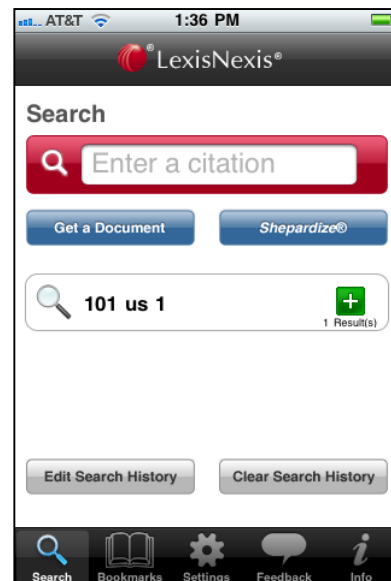 AT&T 1:36 PM
LexisNexis®
Search
Enter a citation
Get a Document Shepardize®
101 us 1
1 Result(s)
Edit Search History Clear Search History
Search Bookmarks Settings Feedback Info